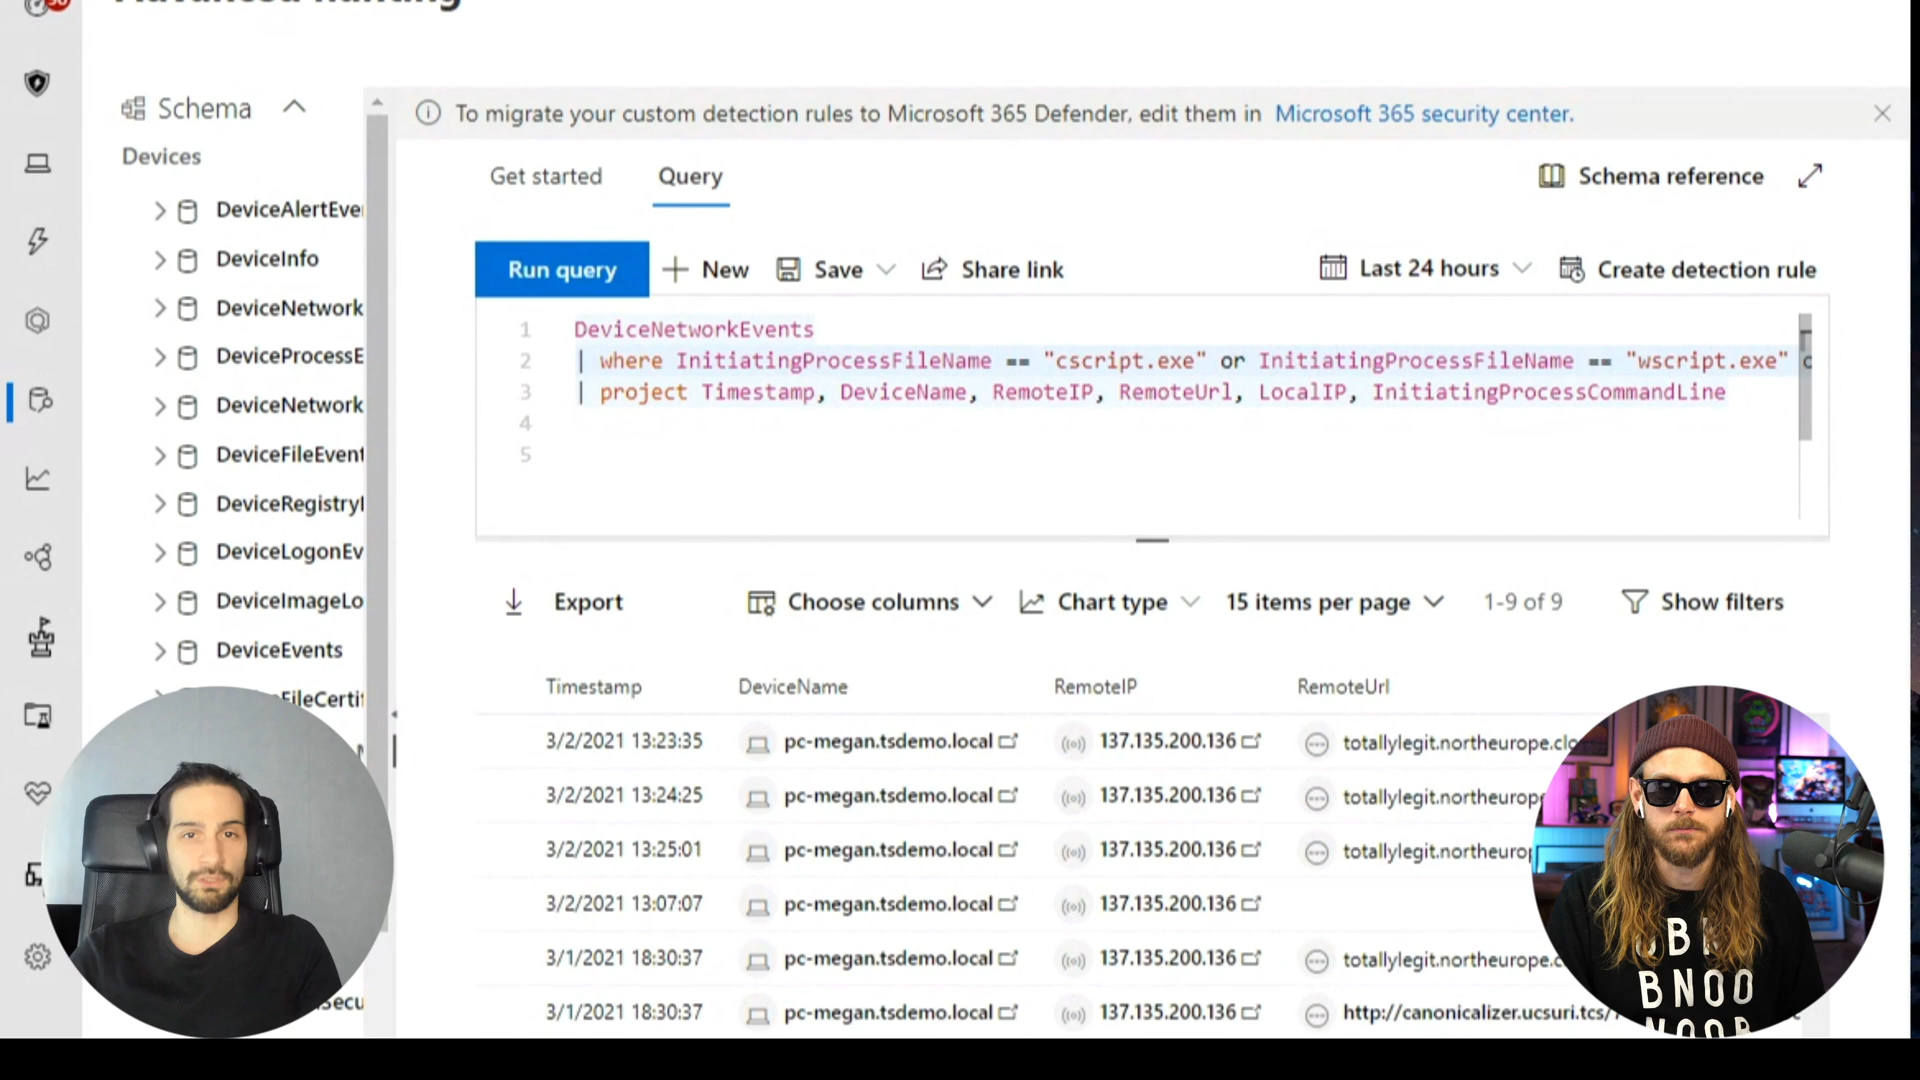 Advanced hunting
Schema
Devices
DeviceAlertEve
DeviceInfo
DeviceNetwork
DeviceProcessE
DeviceNetwork
DeviceFileEvent
DeviceRegistry
DeviceLogonEv
DeviceImageLo
DeviceEvents
FileCertif
To migrate your custom detection rules to Microsoft 365 Defender, edit them in Microsoft 365 security center.
Get started
Query
Schema reference
Run query
New
Save
Share link
Last 24 hours
Create detection rule
1 DeviceNetworkEvents
2 | where InitiatingProcessFileName == "cscript.exe" or InitiatingProcessFileName == "wscript.exe"
3 | project Timestamp, DeviceName, RemoteIP, RemoteUrl, LocalIP, InitiatingProcessCommandLine
4
5
Export
Choose columns
Chart type
15 items per page
1-9 of 9
Show filters
Timestamp DeviceName RemoteIP RemoteUrl
3/2/2021 13:23:35 pc-megan.tsdemo.local 137.135.200.136 totallylegit.northeurope.clo
3/2/2021 13:24:25 pc-megan.tsdemo.local 137.135.200.136 totallylegit.northeurope
3/2/2021 13:25:01 pc-megan.tsdemo.local 137.135.200.136 totallylegit.northeurop
3/2/2021 13:07:07 pc-megan.tsdemo.local 137.135.200.136
3/1/2021 18:30:37 pc-megan.tsdemo.local 137.135.200.136 totallylegit.northeurope.c
3/1/2021 18:30:37 pc-megan.tsdemo.local 137.135.200.136 http://canonicalizer.ucsuri.tcs/
BNOO